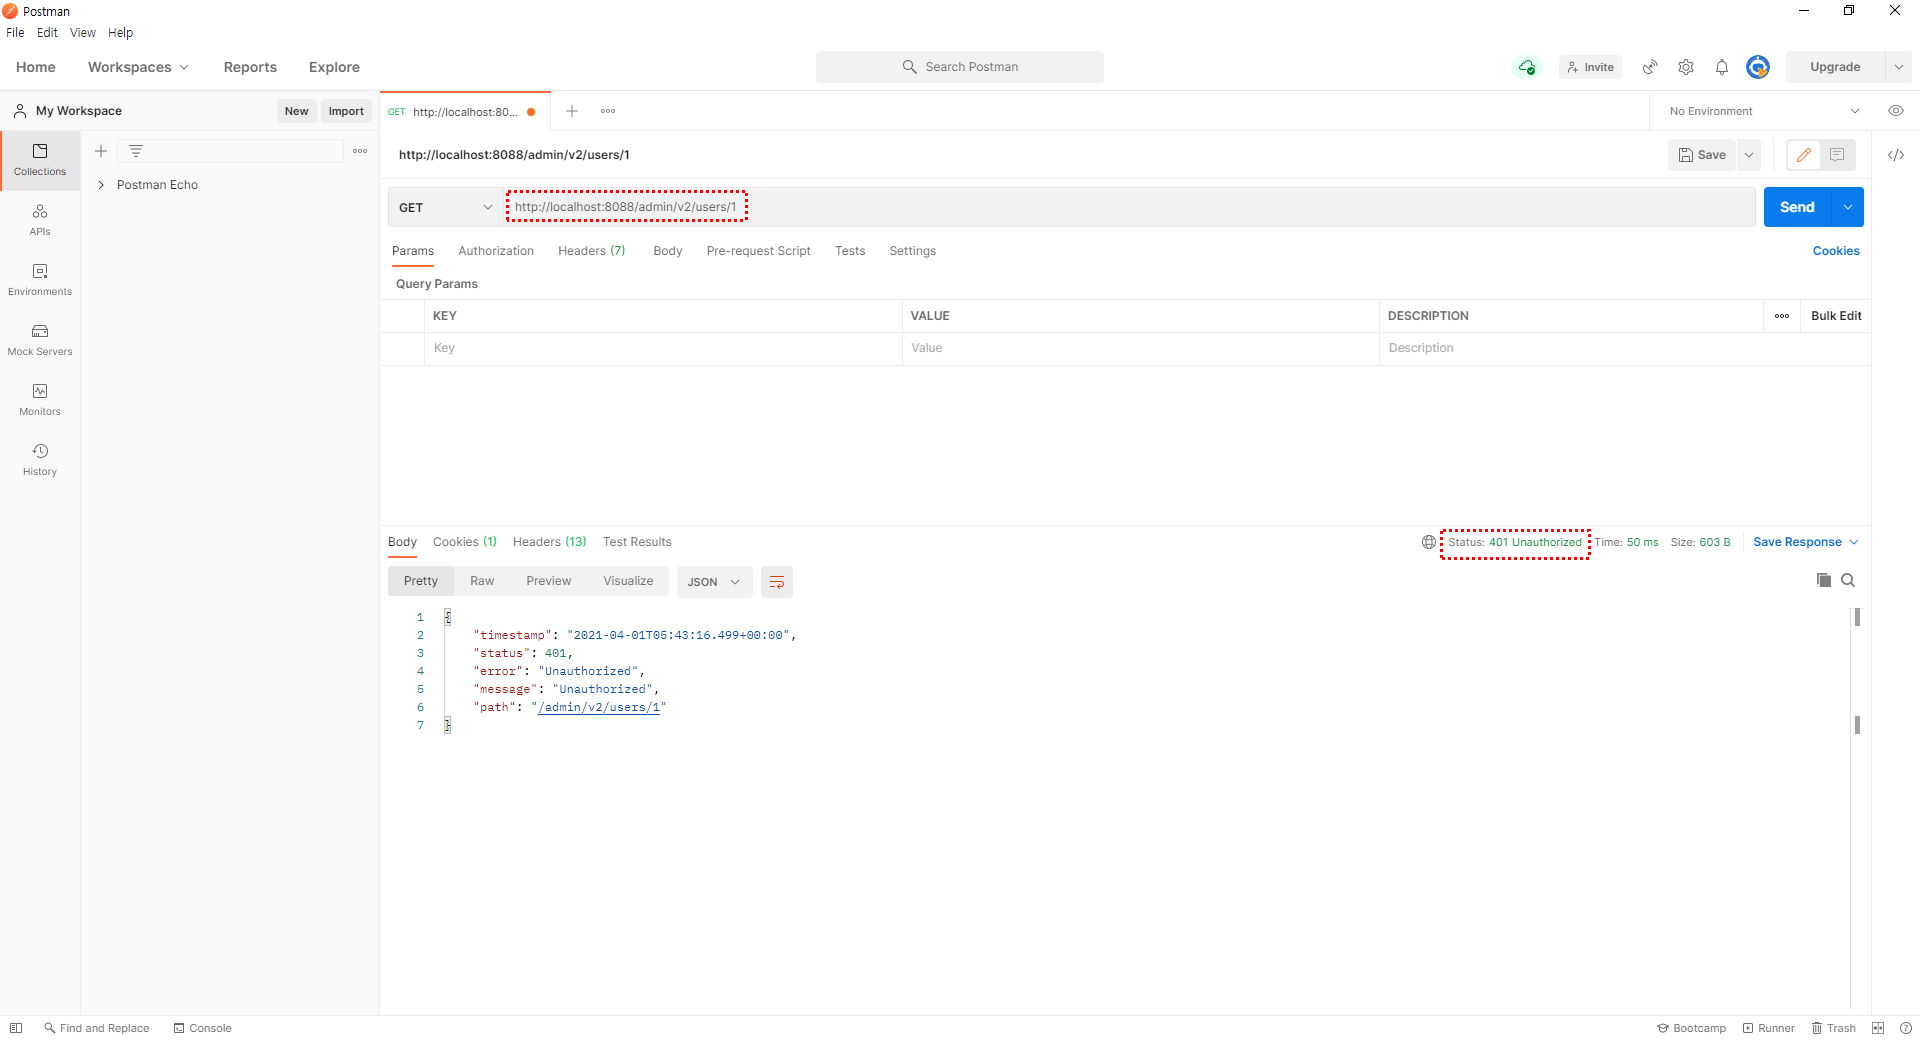 Postman
File Edit View Help
Home Workspaces Reports Explore Search Postman Invite Upgrade
My Workspace New Import GET http://localhost:80... No Environment
Collections
APIs
Environments
Mock Servers
Monitors
History
Postman Echo
http://localhost:8088/admin/v2/users/1 Save
GET http://localhost:8088/admin/v2/users/1 Send
Params Authorization Headers (7) Body Pre-request Script Tests Settings Cookies
Query Params
KEY VALUE DESCRIPTION Bulk Edit
Key Value Description
Body Cookies (1) Headers (13) Test Results Status: 401 Unauthorized Time: 50 ms Size: 603 B Save Response
Pretty Raw Preview Visualize JSON
1 {
2 "timestamp": "2021-04-01T05:43:16.499+00:00",
3 "status": 401,
4 "error": "Unauthorized",
5 "message": "Unauthorized",
6 "path": "/admin/v2/users/1"
7 }
Find and Replace Console Bootcamp Runner Trash